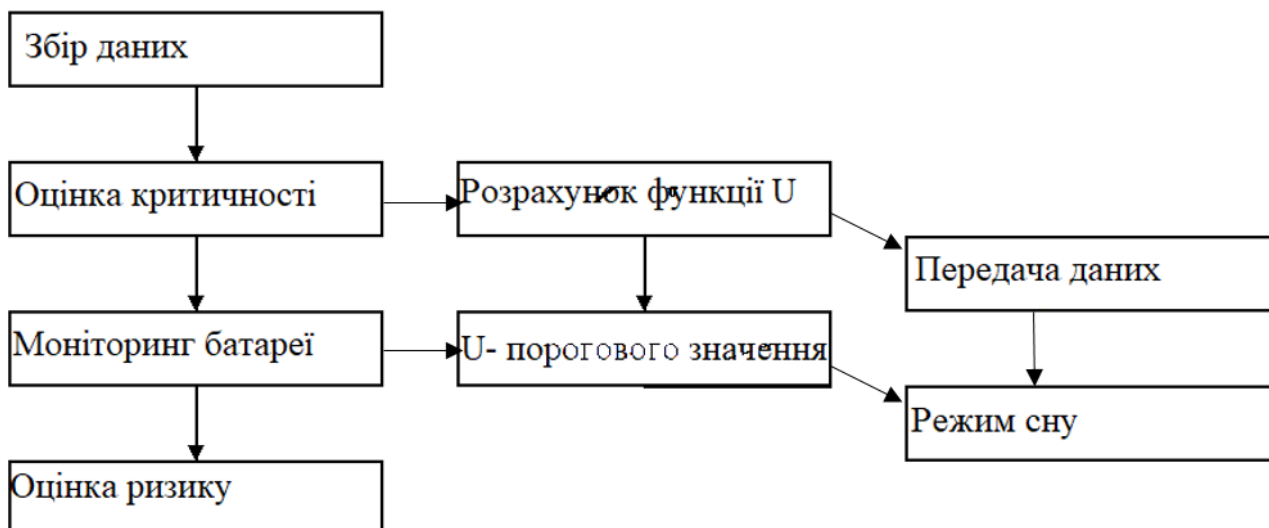 Збір даних
Оцінка критичності
Розрахунок функції U
Передача даних
Моніторинг батареї
U- порогового значення
Режим сну
Оцінка ризику